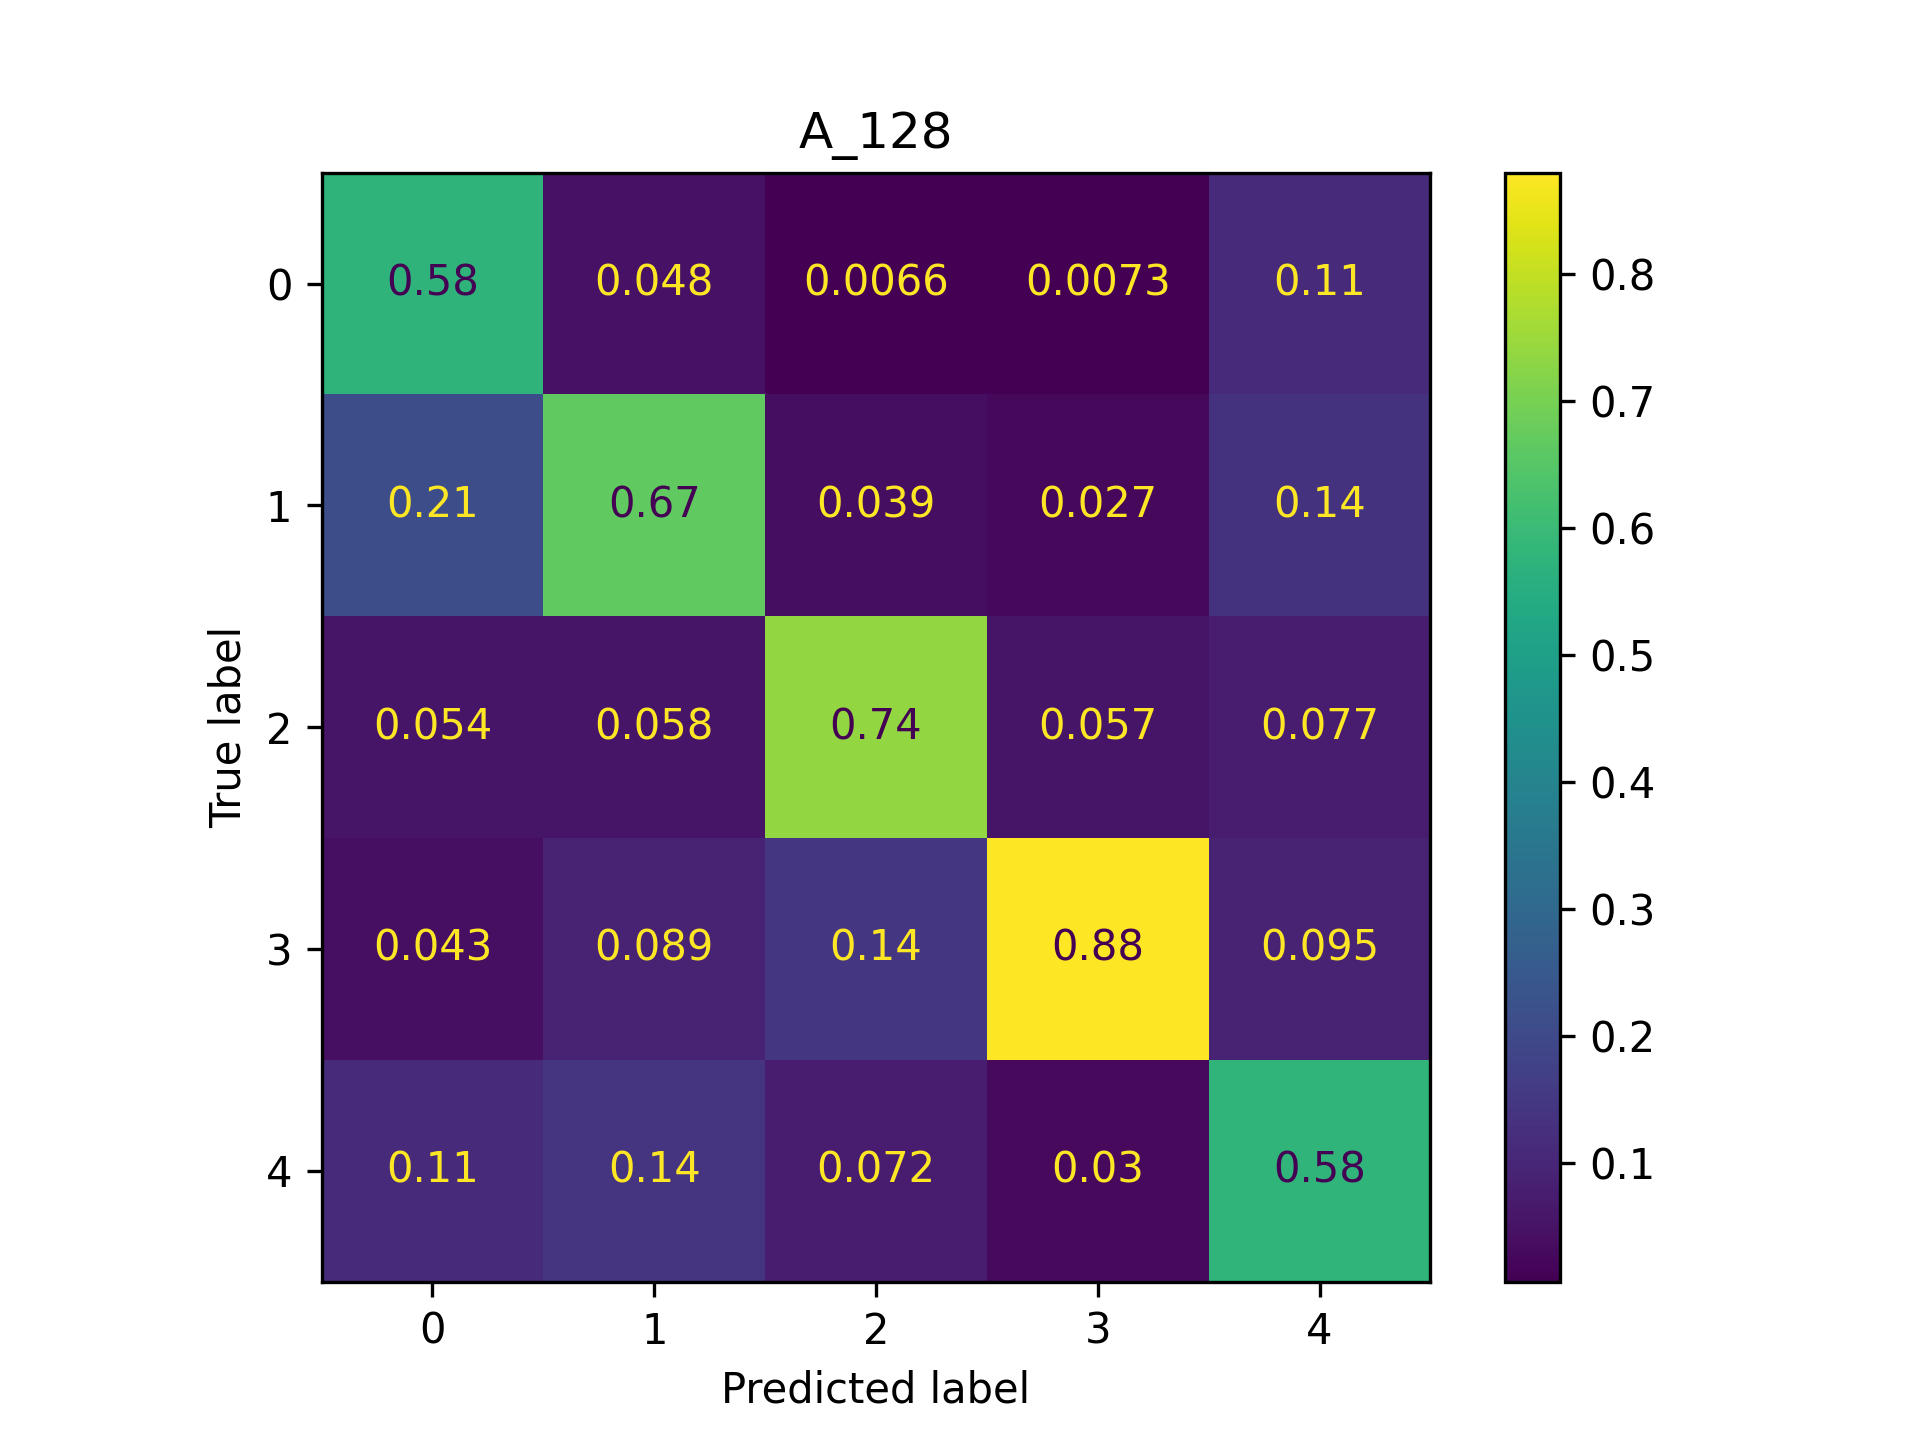 A_128
0 0.58 0.048 0.0066 0.0073 0.11
1 0.21 0.67 0.039 0.027 0.14
2 0.054 0.058 0.74 0.057 0.077
3 0.043 0.089 0.14 0.88 0.095
4 0.11 0.14 0.072 0.03 0.58
0 1 2 3 4
Predicted label
True label
0.8
0.7
0.6
0.5
0.4
0.3
0.2
0.1